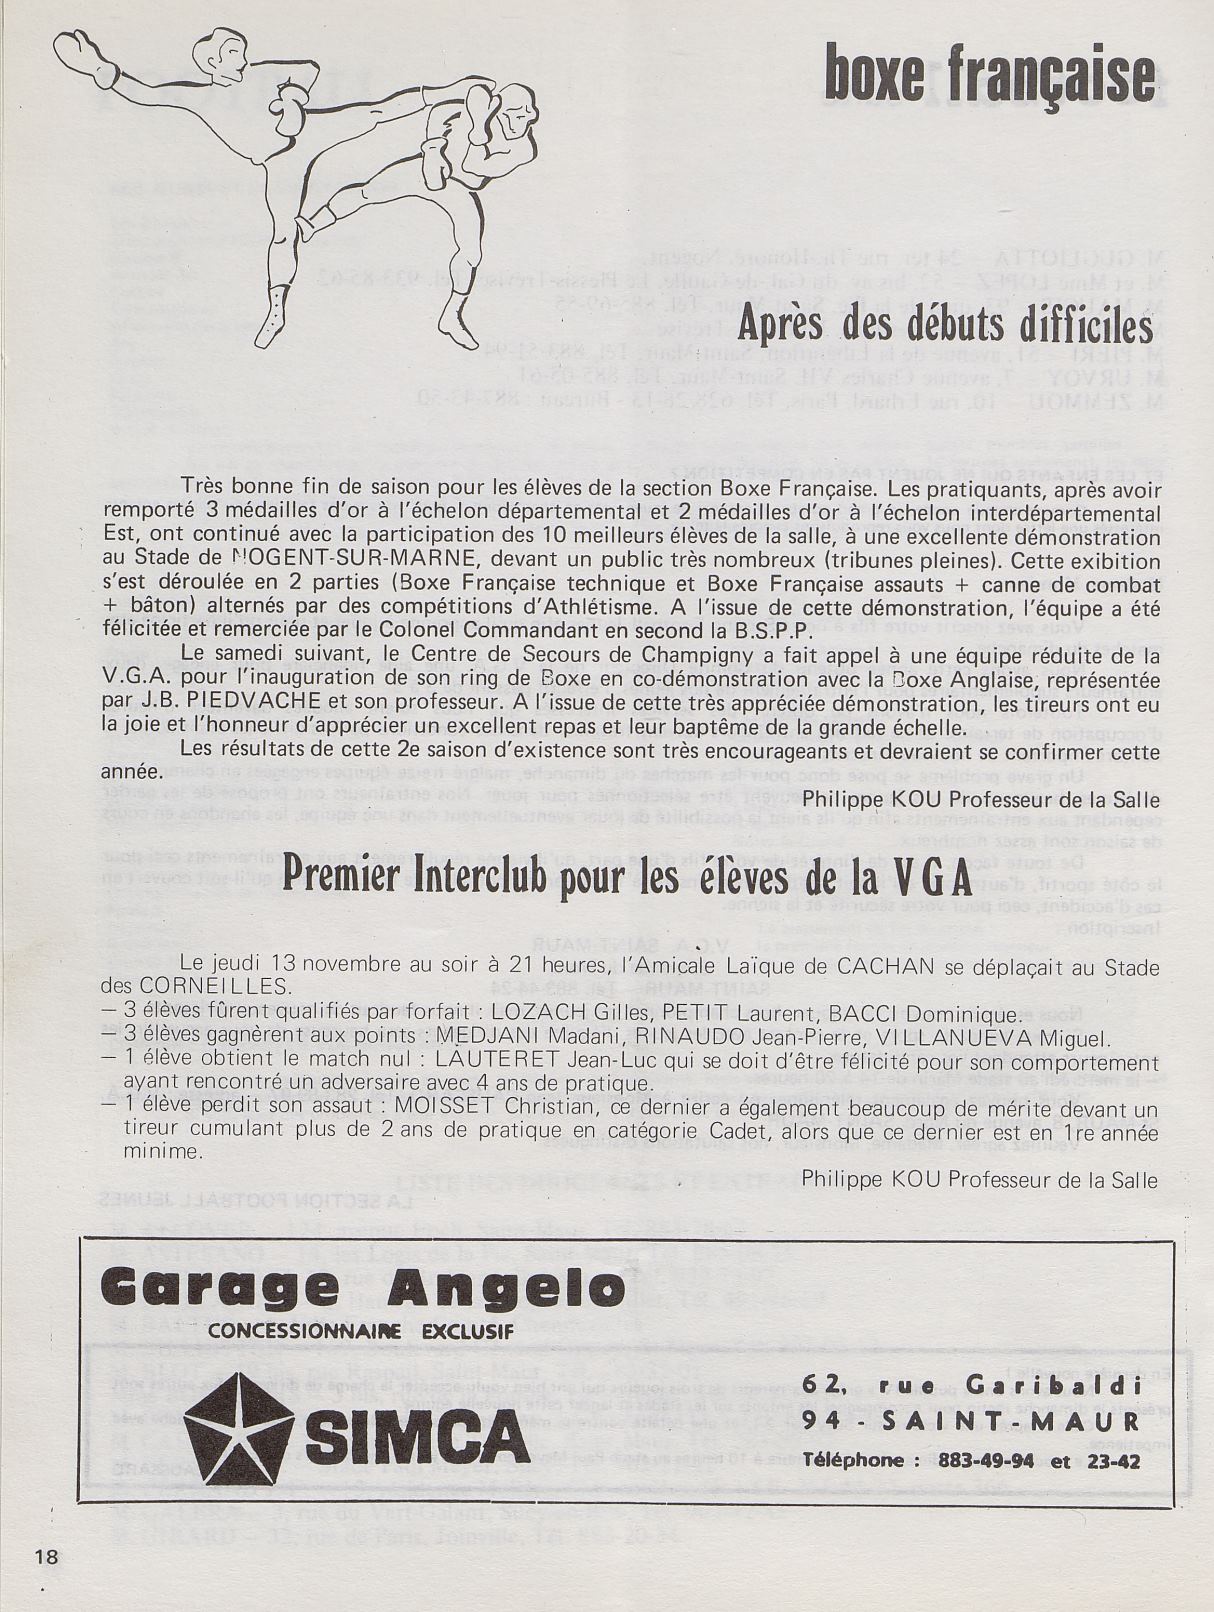 boxe française
Après des débuts difficiles
Très bonne fin de saison pour les élèves de la section Boxe Française. Les pratiquants, après avoir
remporté 3 médailles d'or à l'échelon départemental et 2 médailles d'or à l'échelon interdépartemental
Est, ont continué avec la participation des 10 meilleurs élèves de la salle, à une excellente démonstration
au Stade de NOGENT-SUR-MARNE, devant un public très nombreux (tribunes pleines). Cette exibition
s'est déroulée en 2 parties (Boxe Française technique et Boxe Française assauts + canne de combat
+ bâton) alternés par des compétitions d'Athlétisme. A l'issue de cette démonstration, l'équipe a été
félicitée et remerciée par le Colonel Commandant en second la B.S.P.P.
Le samedi suivant, le Centre de Secours de Champigny a fait appel à une équipe réduite de la
V.G.A. pour l'inauguration de son ring de Boxe en co-démonstration avec la Boxe Anglaise, représentée
par J.B. PIEDVACHE et son professeur. A l'issue de cette très appréciée démonstration, les tireurs ont eu
la joie et l'honneur d'apprécier un excellent repas et leur baptême de la grande échelle.
Les résultats de cette 2e saison d'existence sont très encourageants et devraient se confirmer cette
année.
Philippe KOU Professeur de la Salle
Premier Interclub pour les élèves de la VGA
Le jeudi 13 novembre au soir à 21 heures, l'Amicale Laïque de CACHAN se déplaçait au Stade
des CORNEILLES.
— 3 élèves fûrent qualifiés par forfait : LOZACH Gilles, PETIT Laurent, BACCI Dominique.
— 3 élèves gagnèrent aux points : MEDJANI Madani, RINAUDO Jean-Pierre, VILLANUEVA Miguel.
— 1 élève obtient le match nul : LAUTERET Jean-Luc qui se doit d'être félicité pour son comportement
ayant rencontré un adversaire avec 4 ans de pratique.
— 1 élève perdit son assaut : MOISSET Christian, ce dernier a également beaucoup de mérite devant un
tireur cumulant plus de 2 ans de pratique en catégorie Cadet, alors que ce dernier est en 1re année
minime.
Philippe KOU Professeur de la Salle
Garage Angelo
CONCESSIONNAIRE EXCLUSIF
SIMCA
62, rue Garibaldi
94 - SAINT-MAUR
Téléphone : 883-49-94 et 23-42
18